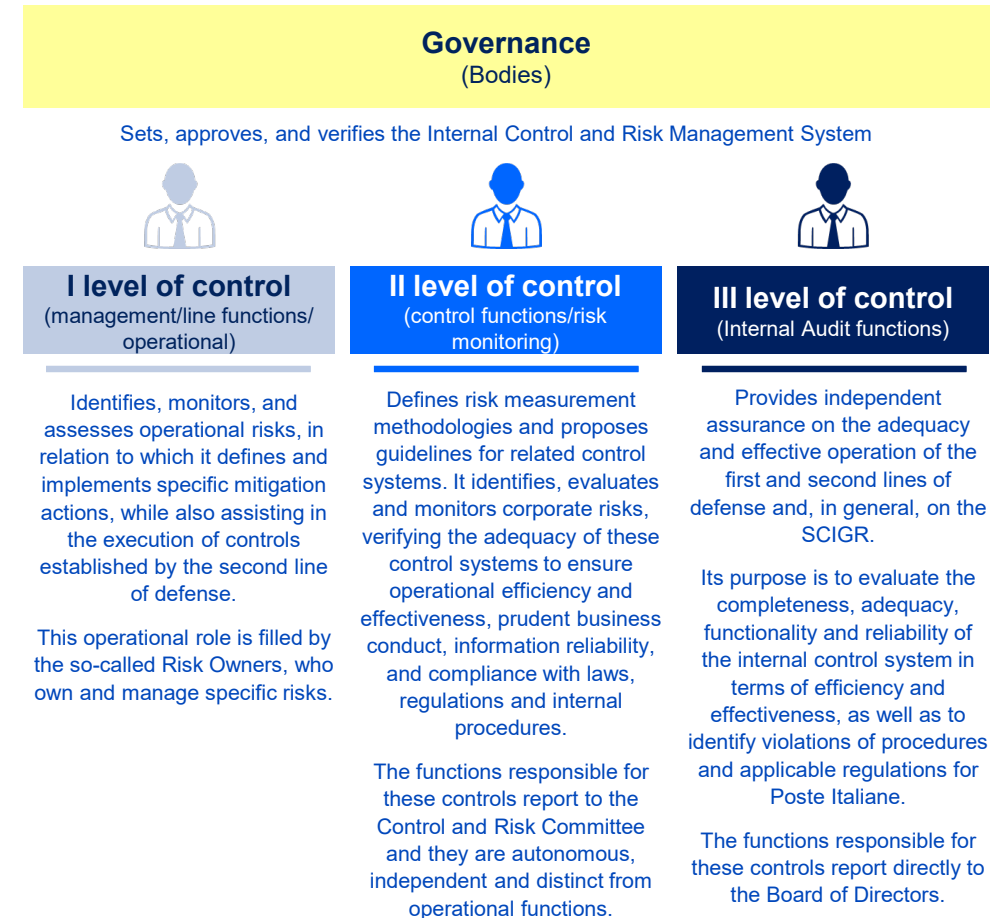 Governance
(Bodies)
Sets, approves, and verifies the Internal Control and Risk Management System
I level of control
(management/line functions/
operational)
Identifies, monitors, and
assesses operational risks, in
relation to which it defines and
implements specific mitigation
actions, while also assisting in
the execution of controls
established by the second line
of defense.
This operational role is filled by
the so-called Risk Owners, who
own and manage specific risks.
II level of control
(control functions/risk
monitoring)
Defines risk measurement
methodologies and proposes
guidelines for related control
systems. It identifies, evaluates
and monitors corporate risks,
verifying the adequacy of these
control systems to ensure
operational efficiency and
effectiveness, prudent business
conduct, information reliability,
and compliance with laws,
regulations and internal
procedures.
The functions responsible for
these controls report to the
Control and Risk Committee
and they are autonomous,
independent and distinct from
operational functions.
III level of control
(Internal Audit functions)
Provides independent
assurance on the adequacy
and effective operation of the
first and second lines of
defense and, in general, on the
SCIGR.
Its purpose is to evaluate the
completeness, adequacy,
functionality and reliability of
the internal control system in
terms of efficiency and
effectiveness, as well as to
identify violations of procedures
and applicable regulations for
Poste Italiane.
The functions responsible for
these controls report directly to
the Board of Directors.